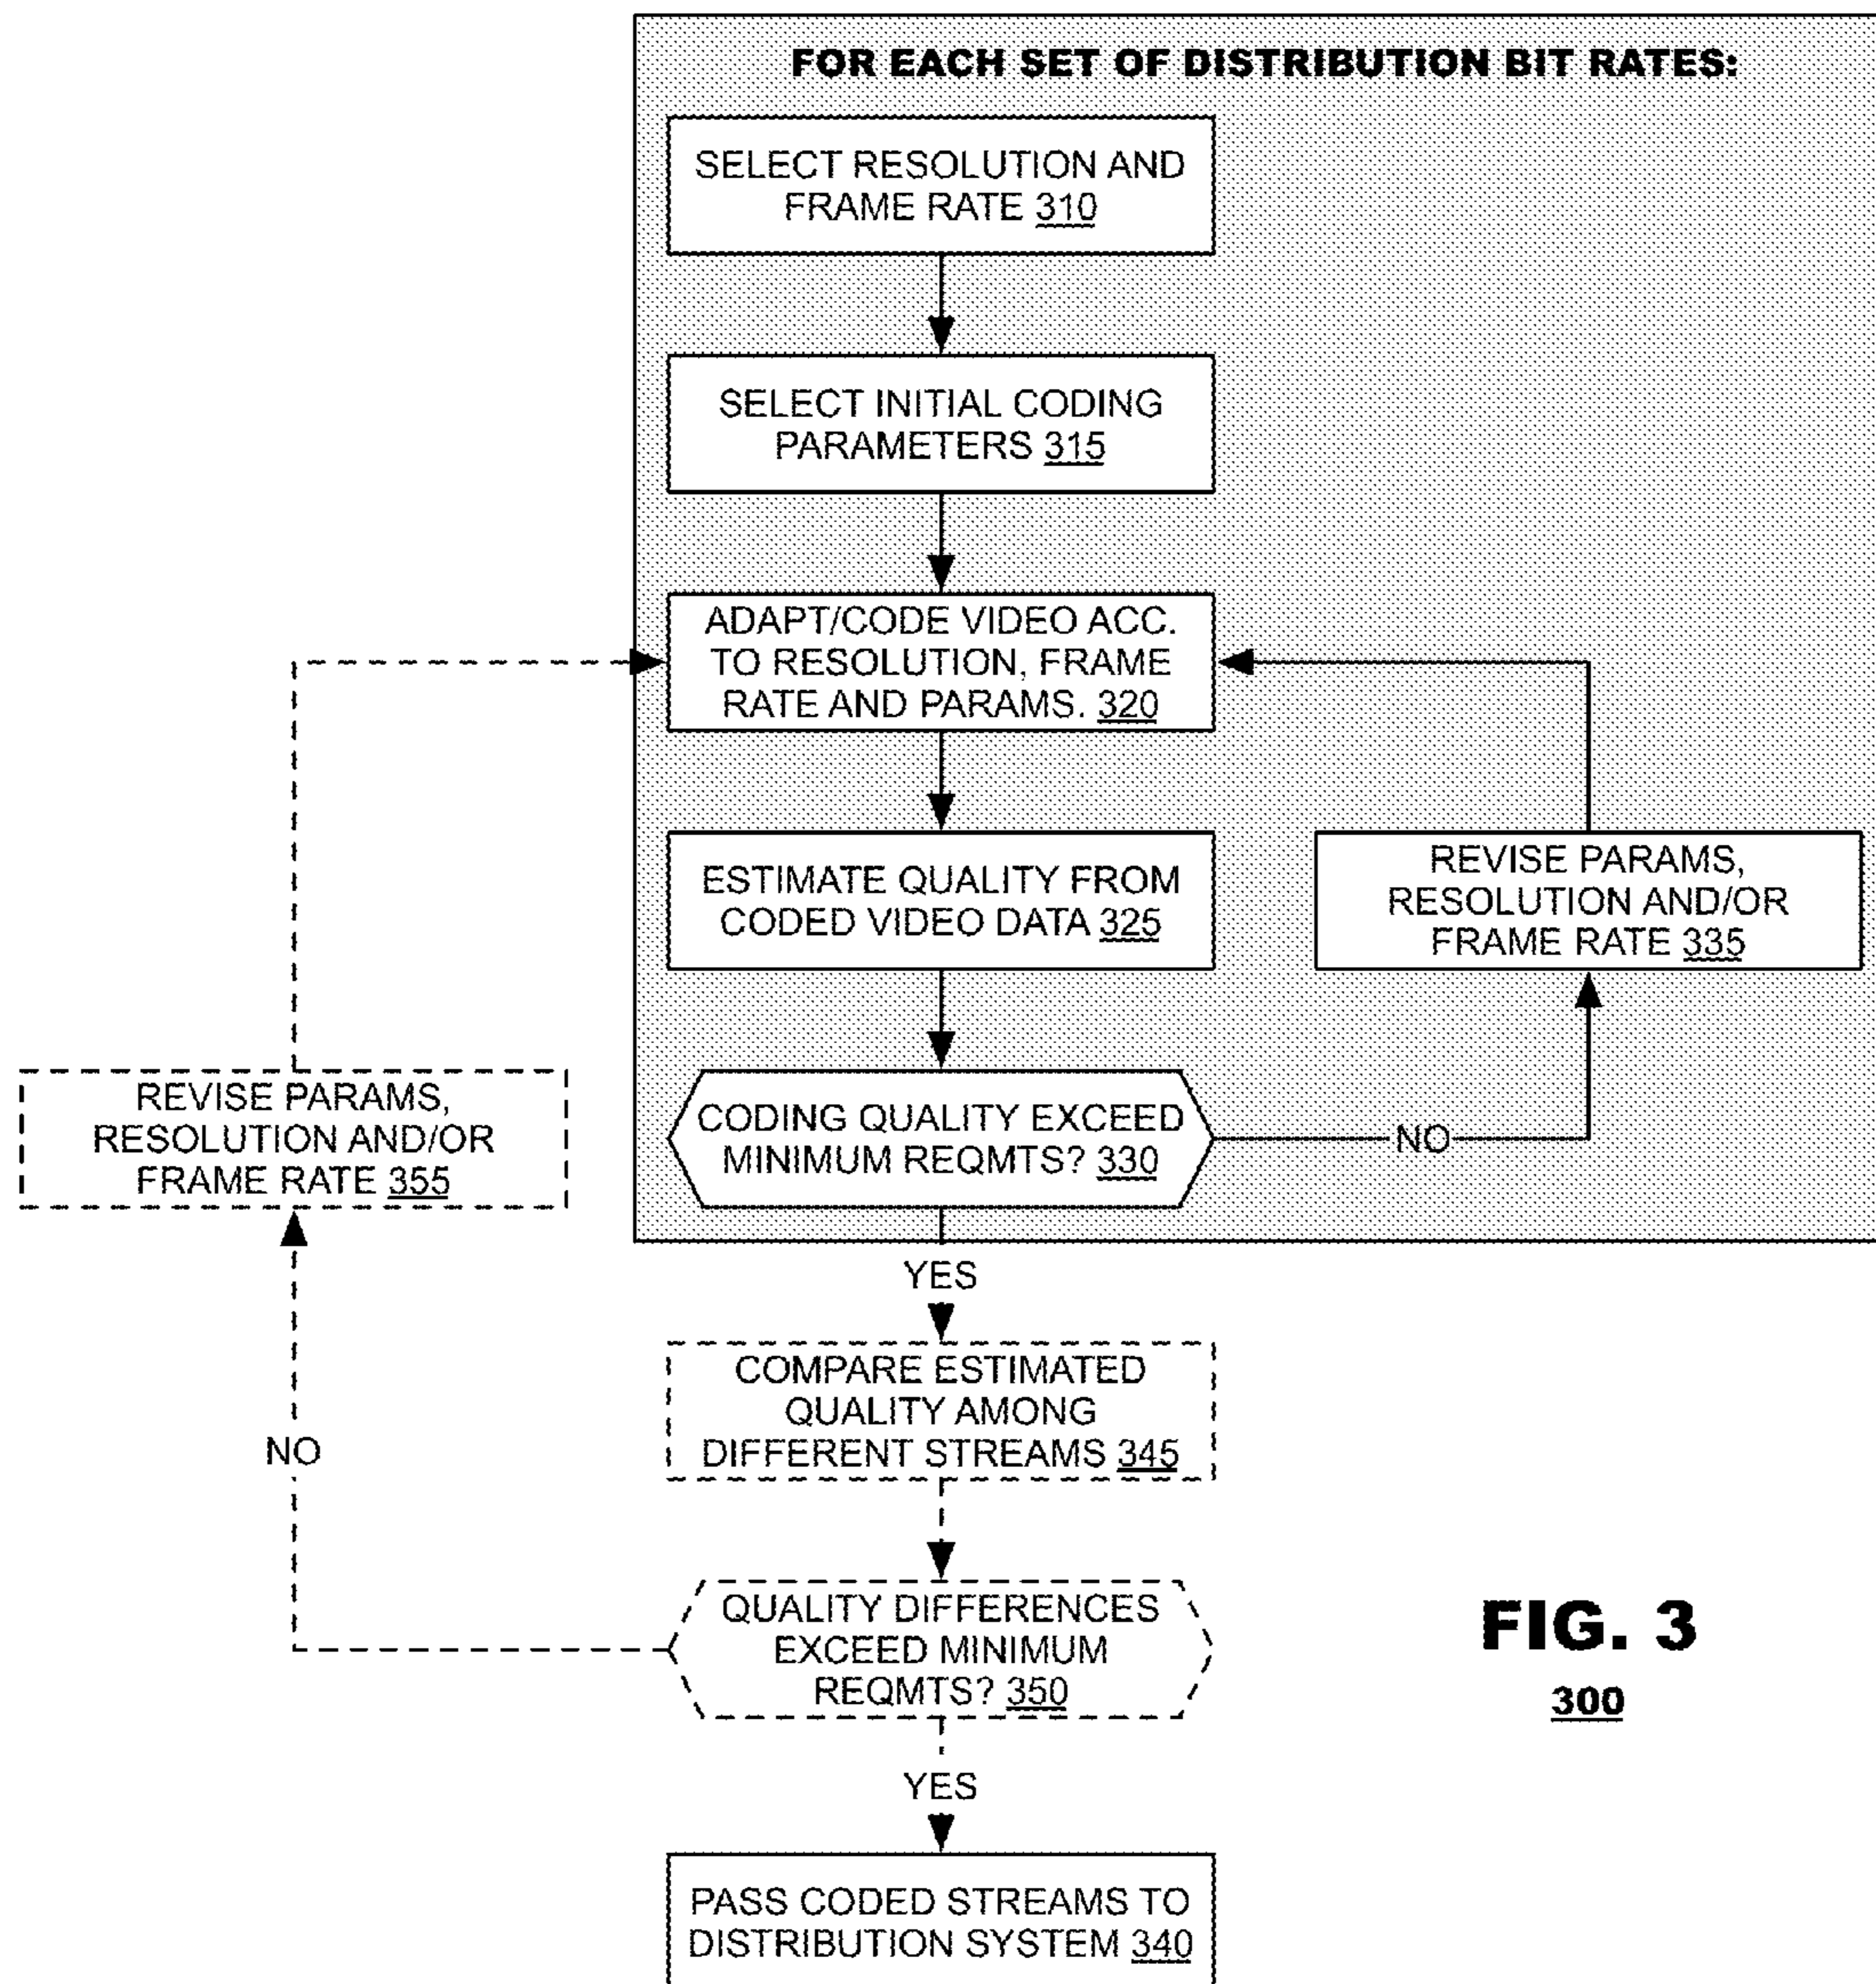 FOR EACH SET OF DISTRIBUTION BIT RATES:
SELECT RESOLUTION AND
FRAME RATE 310
SELECT INITIAL CODING
PARAMETERS 315
ADAPT/CODE VIDEO ACC.
TO RESOLUTION, FRAME
RATE AND PARAMS. 320
ESTIMATE QUALITY FROM
CODED VIDEO DATA 325
REVISE PARAMS,
RESOLUTION AND/OR
FRAME RATE 335
CODING QUALITY EXCEED
MINIMUM REQMTS? 330
NO
REVISE PARAMS,
RESOLUTION AND/OR
FRAME RATE 355
YES
COMPARE ESTIMATED
QUALITY AMONG
DIFFERENT STREAMS 345
NO
QUALITY DIFFERENCES
EXCEED MINIMUM
REQMTS? 350
YES
PASS CODED STREAMS TO
DISTRIBUTION SYSTEM 340
FIG. 3
300